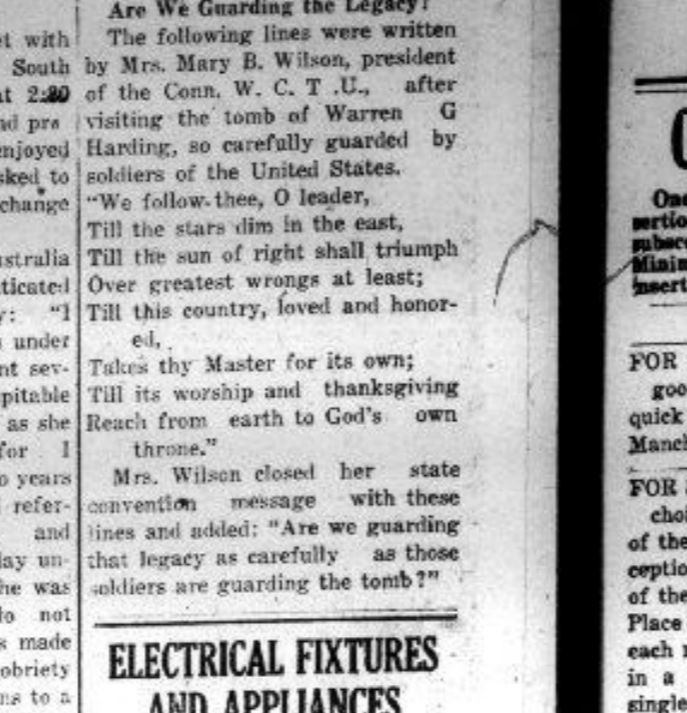 et with
South
at 2:30
nd pre
enjoyed
sked to
change
ustralia
ticated
y: "I
under
nt sev-
pitable
as she
for I
o years
refer-
and
lay un-
he was
do not
s made
obriety
ns to a
Are We Guarding the Legacy?
The following lines were written
by Mrs. Mary B. Wilson, president
of the Conn. W. C. T .U., after
visiting the tomb of Warren G
Harding, so carefully guarded by
soldiers of the United States.
"We follow thee, O leader,
Till the stars dim in the east,
Till the sun of right shall triumph
Over greatest wrongs at least;
Till this country, loved and honor-
ed,
Takes thy Master for its own;
Till its worship and thanksgiving
Reach from earth to God's own
throne."
Mrs. Wilson closed her state
convention message with these
lines and added: "Are we guarding
that legacy as carefully as those
soldiers are guarding the tomb?"
ELECTRICAL FIXTURES
AND APPLIANCES
One
sertio
subsc
Minim
insert
FOR
goo
quick
Manch
FOR
cho
of the
ceptio
of the
Place
each
in a
single